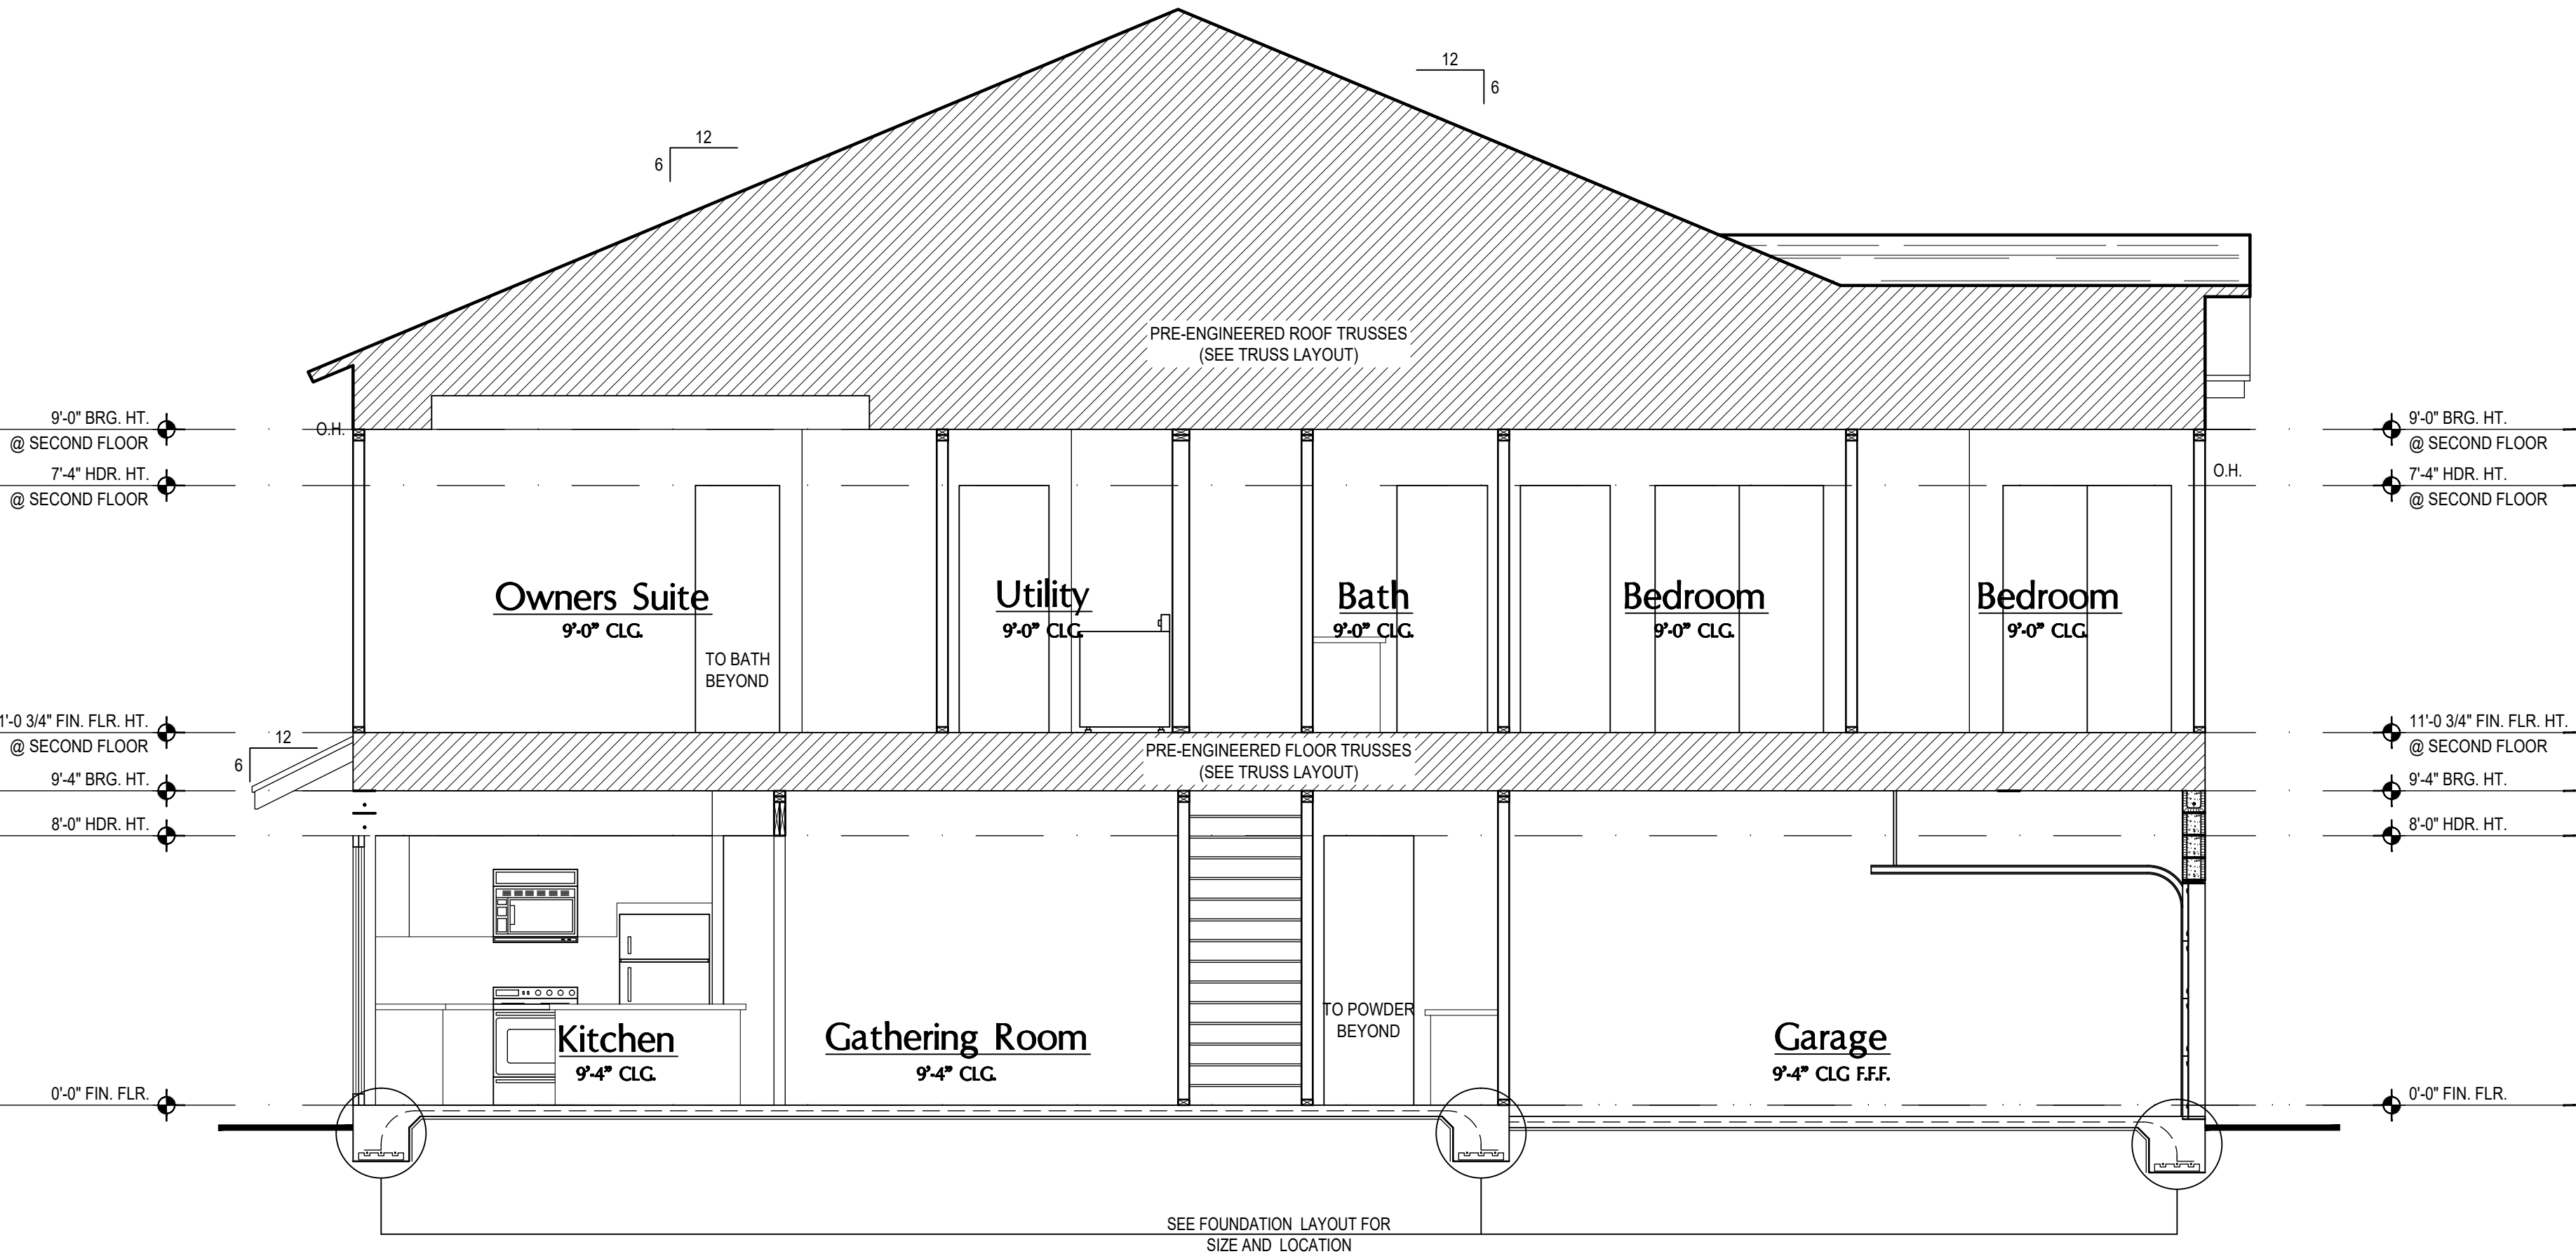 12
6
12
6
PRE-ENGINEERED ROOF TRUSSES
(SEE TRUSS LAYOUT)
9'-0" BRG. HT.
@ SECOND FLOOR
O.H.
9'-0" BRG. HT.
@ SECOND FLOOR
7'-4" HDR. HT.
@ SECOND FLOOR
O.H.
7'-4" HDR. HT.
@ SECOND FLOOR
Owners Suite
9'-0" CLG.
Utility
9'-0" CLG.
Bath
9'-0" CLG.
Bedroom
9'-0" CLG.
Bedroom
9'-0" CLG.
TO BATH
BEYOND
1'-0 3/4" FIN. FLR. HT.
@ SECOND FLOOR
11'-0 3/4" FIN. FLR. HT.
@ SECOND FLOOR
12
6
PRE-ENGINEERED FLOOR TRUSSES
(SEE TRUSS LAYOUT)
9'-4" BRG. HT.
9'-4" BRG. HT.
8'-0" HDR. HT.
8'-0" HDR. HT.
Kitchen
9'-4" CLG.
Gathering Room
9'-4" CLG.
TO POWDER
BEYOND
Garage
9'-4" CLG F.F.F.
0'-0" FIN. FLR.
0'-0" FIN. FLR.
SEE FOUNDATION LAYOUT FOR
SIZE AND LOCATION